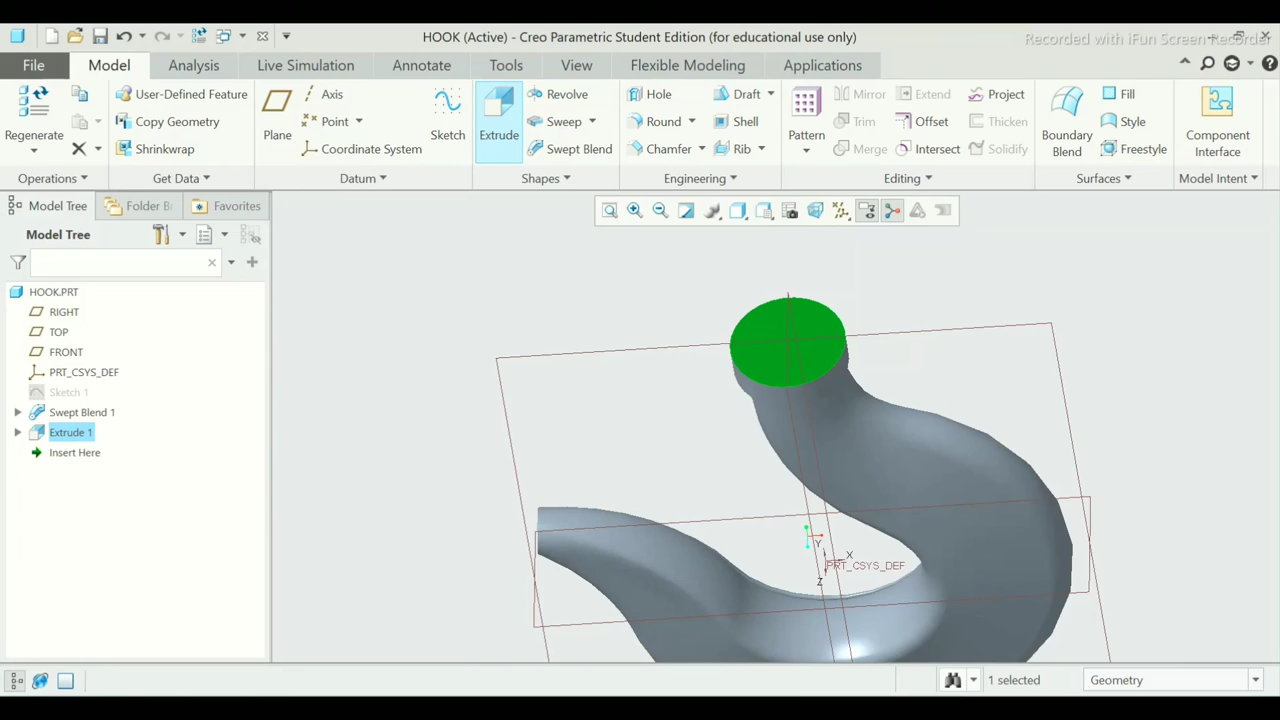 HOOK (Active) - Creo Parametric Student Edition (for educational use only)
Recorded with iFun Screen Recorder
File Model Analysis Live Simulation Annotate Tools View Flexible Modeling Applications
Regenerate
Operations
User-Defined Feature
Copy Geometry
Shrinkwrap
Get Data
Plane
Axis
Point
Coordinate System
Sketch
Datum
Extrude
Revolve
Sweep
Swept Blend
Shapes
Hole Draft
Round Shell
Chamfer Rib
Engineering
Pattern
Mirror Extend Project
Trim Offset Thicken
Merge Intersect Solidify
Editing
Boundary
Blend
Fill
Style
Freestyle
Surfaces
Component
Interface
Model Intent
Model Tree Folder Br Favorites
Model Tree
HOOK.PRT
RIGHT
TOP
FRONT
PRT_CSYS_DEF
Sketch 1
Swept Blend 1
Extrude 1
Insert Here
Y
X
PRT_CSYS_DEF
Z
1 selected
Geometry